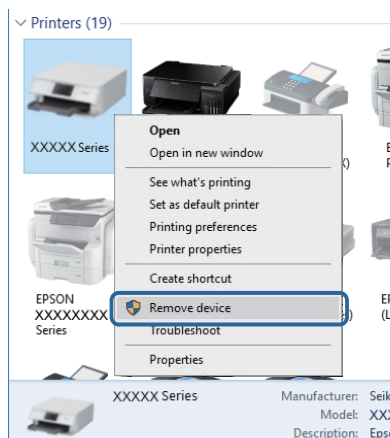 Printers (19)
XXXXX Series
Open
Open in new window
See what's printing
Set as default printer
Printing preferences
Printer properties
Create shortcut
Remove device
Troubleshoot
Properties
EPSON
XXXXXXXX
Series
XXXXX Series
Manufacturer:
Model:
Description: